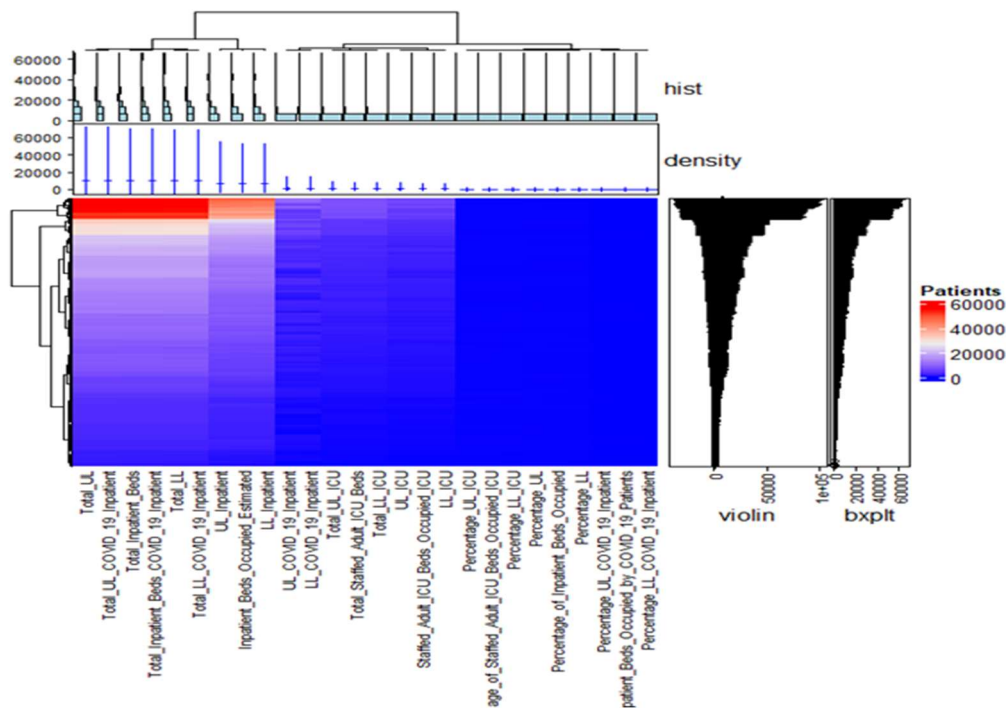 60000
40000
20000
0
hist
60000
40000
20000
0
density
Patients
60000
40000
20000
0
0
50000
1e+05
0
20000
40000
60000
violin
bxplt
Total_UL
Total_UL_COVID_19_Inpatient
Total_Inpatient_Beds
Total_Inpatient_Beds_COVID_19_Inpatient
Total_LL
Total_LL_COVID_19_Inpatient
UL_Inpatient
Inpatient_Beds_Occupied_Estimated
LL_Inpatient
UL_COVID_19_Inpatient
LL_COVID_19_Inpatient
Total_UL_ICU
Total_Staffed_Adult_ICU_Beds
Total_LL_ICU
UL_ICU
Staffed_Adult_ICU_Beds_Occupied_ICU
LL_ICU
Percentage_UL_ICU
age_of_Staffed_Adult_ICU_Beds_Occupied_ICU
Percentage_LL_ICU
Percentage_UL
Percentage_of_Inpatient_Beds_Occupied
Percentage_LL
Percentage_UL_COVID_19_Inpatient
patient_Beds_Occupied_by_COVID_19_Patients
Percentage_LL_COVID_19_Inpatient